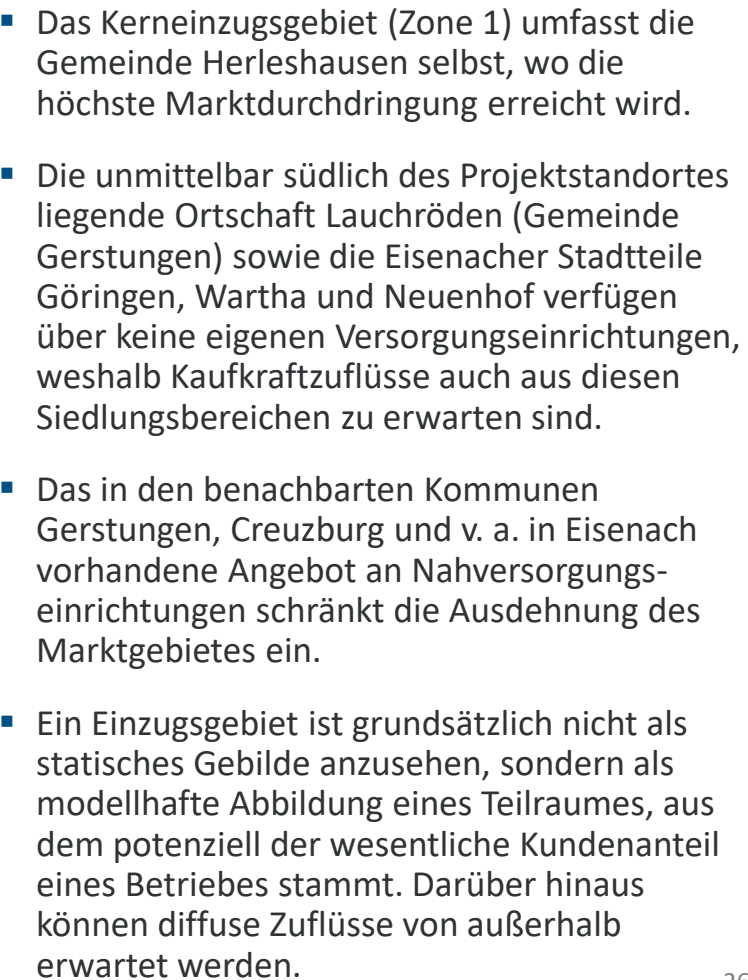 ▪ Das Kerneinzugsgebiet (Zone 1) umfasst die
Gemeinde Herleshausen selbst, wo die
höchste Marktdurchdringung erreicht wird.
▪ Die unmittelbar südlich des Projektstandortes
liegende Ortschaft Lauchröden (Gemeinde
Gerstungen) sowie die Eisenacher Stadtteile
Göringen, Wartha und Neuenhof verfügen
über keine eigenen Versorgungseinrichtungen,
weshalb Kaufkraftzuflüsse auch aus diesen
Siedlungsbereichen zu erwarten sind.
▪ Das in den benachbarten Kommunen
Gerstungen, Creuzburg und v. a. in Eisenach
vorhandene Angebot an Nahversorgungs-
einrichtungen schränkt die Ausdehnung des
Marktgebietes ein.
▪ Ein Einzugsgebiet ist grundsätzlich nicht als
statisches Gebilde anzusehen, sondern als
modellhafte Abbildung eines Teilraumes, aus
dem potenziell der wesentliche Kundenanteil
eines Betriebes stammt. Darüber hinaus
können diffuse Zuflüsse von außerhalb
erwartet werden.